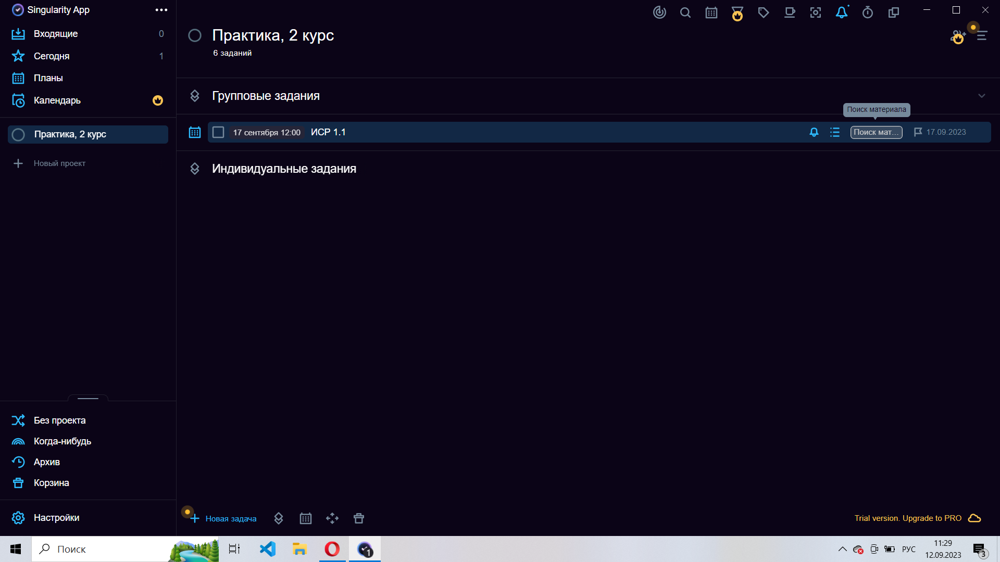 Singularity App
Входящие 0
Сегодня 1
Планы
Календарь
Практика, 2 курс
Новый проект
Без проекта
Когда-нибудь
Архив
Корзина
Настройки
Практика, 2 курс
6 заданий
Групповые задания
Поиск материала
17 сентября 12:00 ИСР 1.1 Поиск мат... 17.09.2023
Индивидуальные задания
Новая задача
Trial version. Upgrade to PRO
Поиск
1
РУС
11:29
12.09.2023
3